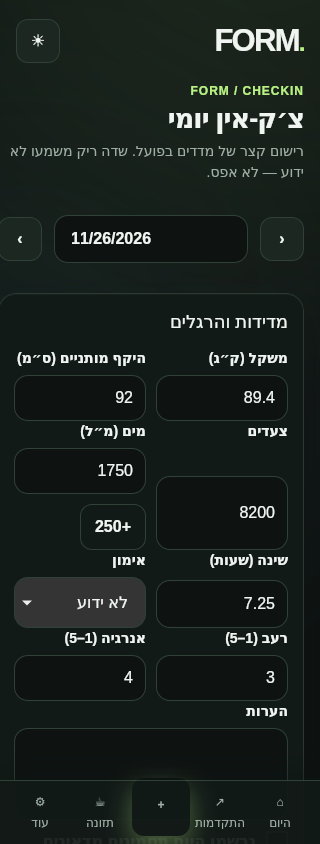 FORM.
FORM / CHECKIN
צ׳ק-אין יומי
רישום קצר של מדדים בפועל. שדה ריק משמעו לא
ידוע — לא אפס.
11/26/2026
מדידות והרגלים
משקל (ק״ג)
היקף מותניים (ס״מ)
89.4
92
צעדים
מים (מ״ל)
8200
1750
+250
שינה (שעות)
אימון
7.25
לא ידוע
רעב (1–5)
אנרגיה (1–5)
3
4
הערות
היום
התקדמות
+
תזונה
עוד